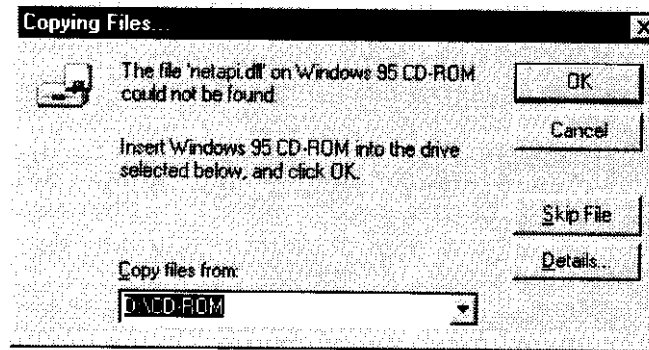 Copying Files...
The file 'netapi.dll' on Windows 95 CD-ROM
could not be found.
Insert Windows 95 CD-ROM into the drive
selected below, and click OK.
Copy files from:
D:\CD-ROM
OK
Cancel
Skip File
Details...